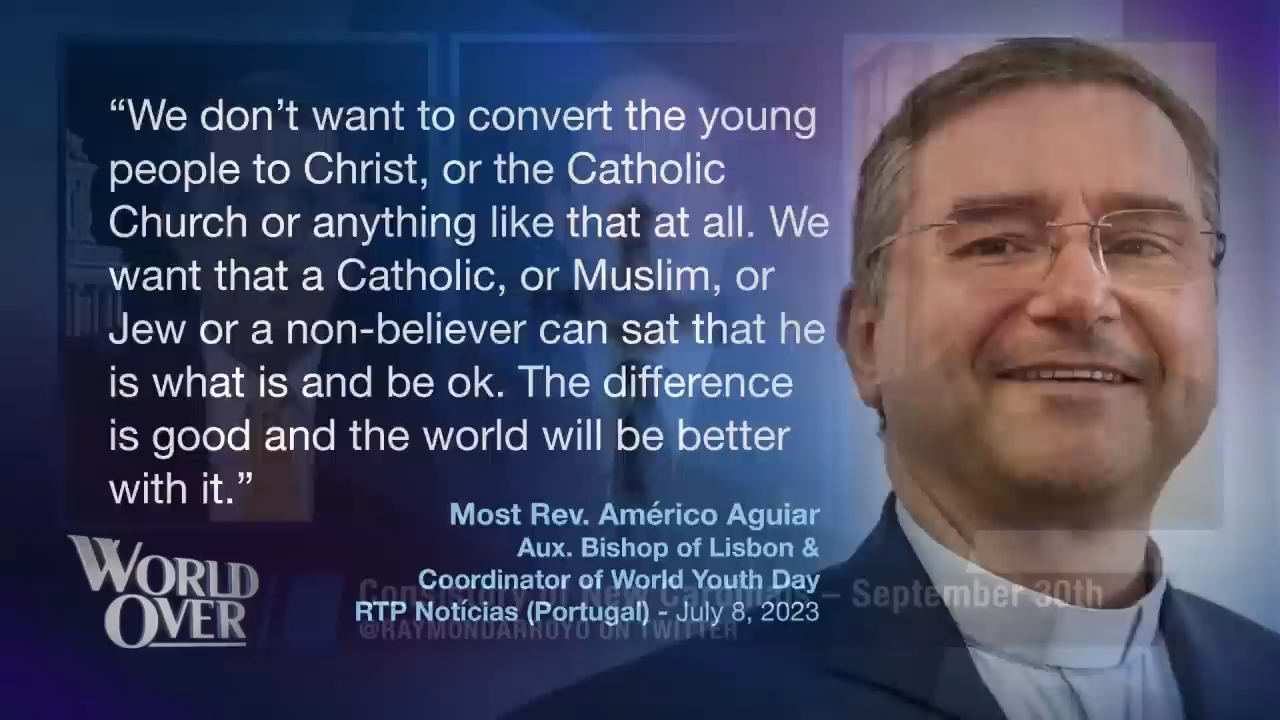 “We don’t want to convert the young
people to Christ, or the Catholic
Church or anything like that at all. We
want that a Catholic, or Muslim, or
Jew or a non-believer can sat that he
is what is and be ok. The difference
is good and the world will be better
with it.”
Most Rev. Américo Aguiar
Aux. Bishop of Lisbon &
Coordinator of World Youth Day
RTP Notícias (Portugal) - July 8, 2023
WORLD
OVER
Consistory of New Cardinals – September 30th
@RAYMONDARROYO ON TWITTER